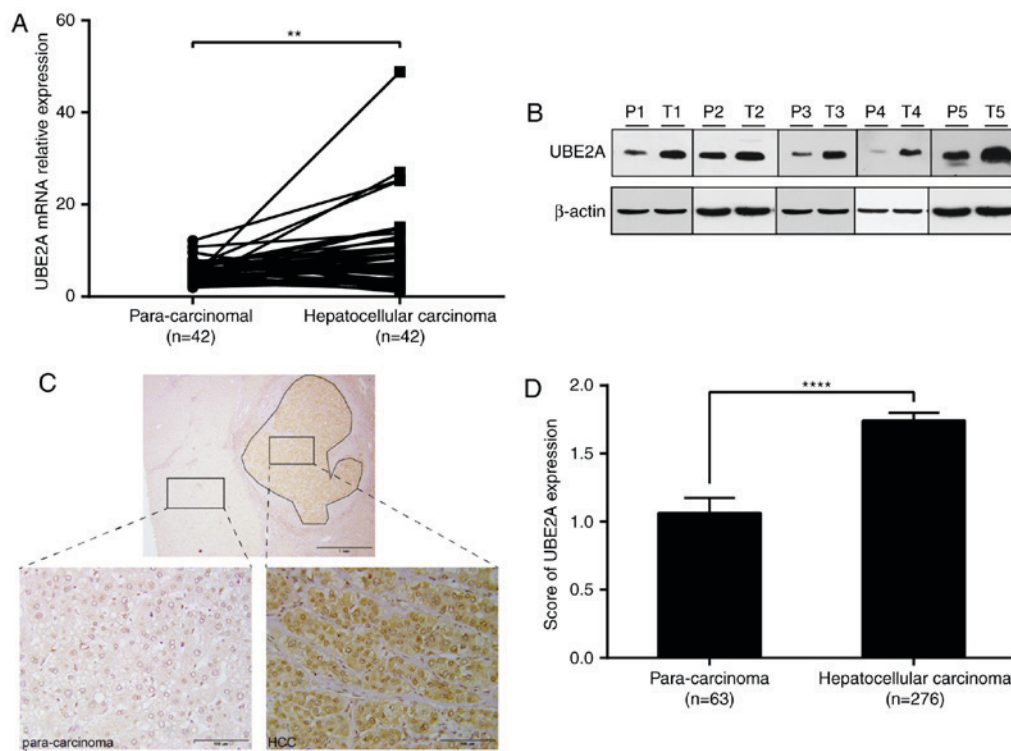 A
UBE2A mRNA relative expression
60
40
20
0
**
Para-carcinomal
(n=42)
Hepatocellular carcinoma
(n=42)
B
P1 T1 P2 T2 P3 T3 P4 T4 P5 T5
UBE2A
β-actin
C
para-carcinoma
HCC
D
Score of UBE2A expression
2.0
1.5
1.0
0.5
0.0
****
Para-carcinoma
(n=63)
Hepatocellular carcinoma
(n=276)